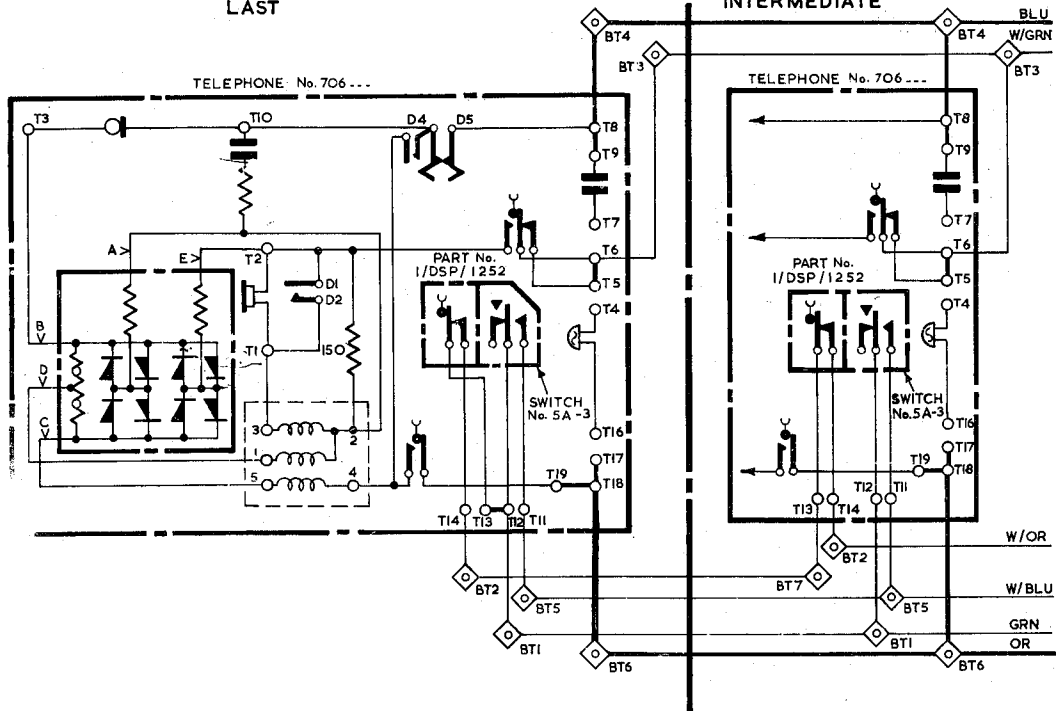 LAST
INTERMEDIATE
BLU
BT4
BT4
W/GRN
BT3
BT3
TELEPHONE No. 706 ---
TELEPHONE No. 706 ---
T3
T10
D4
D5
T8
T8
T9
T9
T7
T7
A
E
T2
T6
T6
PART No.
1/DSP/1252
PART No.
1/DSP/1252
D1
D2
T5
T5
T4
T4
B
T1
15
D
SWITCH
No. 5A-3
SWITCH
No. 5A-3
C
3
2
T16
T16
1
T17
T17
5
4
T19
T18
T19
T18
T14
T13
T12
T11
T13
T14
T12
T11
W/OR
BT2
BT2
BT7
W/BLU
BT5
BT5
GRN
BT1
BT1
OR
BT6
BT6